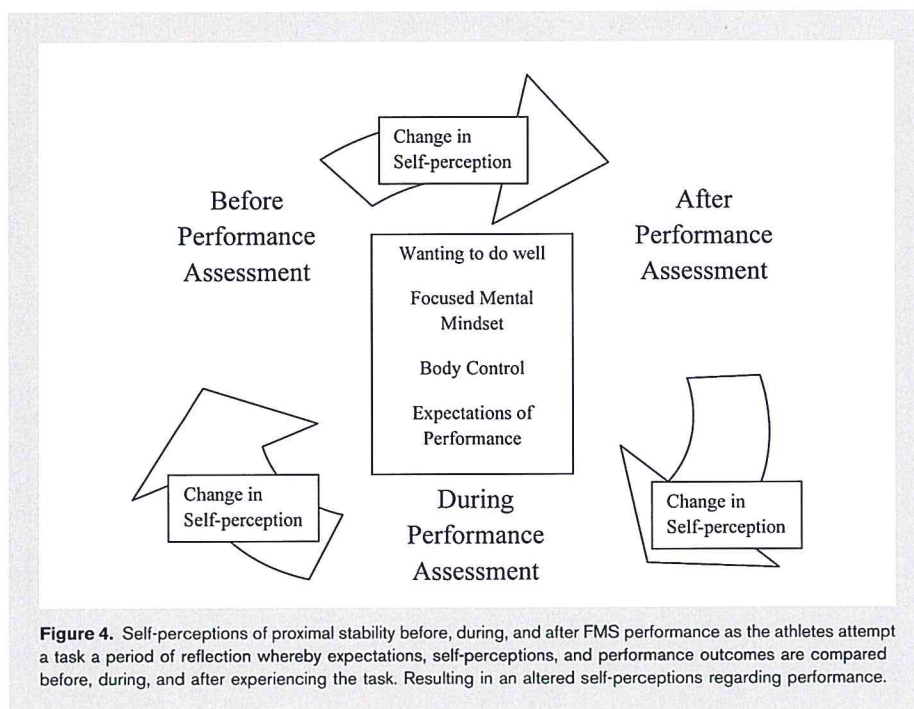 Change in
Self-perception
Before
Performance
Assessment
After
Performance
Assessment
Wanting to do well
Focused Mental
Mindset
Body Control
Expectations of
Performance
Change in
Self-perception
During
Performance
Assessment
Change in
Self-perception
Figure 4. Self-perceptions of proximal stability before, during, and after FMS performance as the athletes attempt
a task a period of reflection whereby expectations, self-perceptions, and performance outcomes are compared
before, during, and after experiencing the task. Resulting in an altered self-perceptions regarding performance.